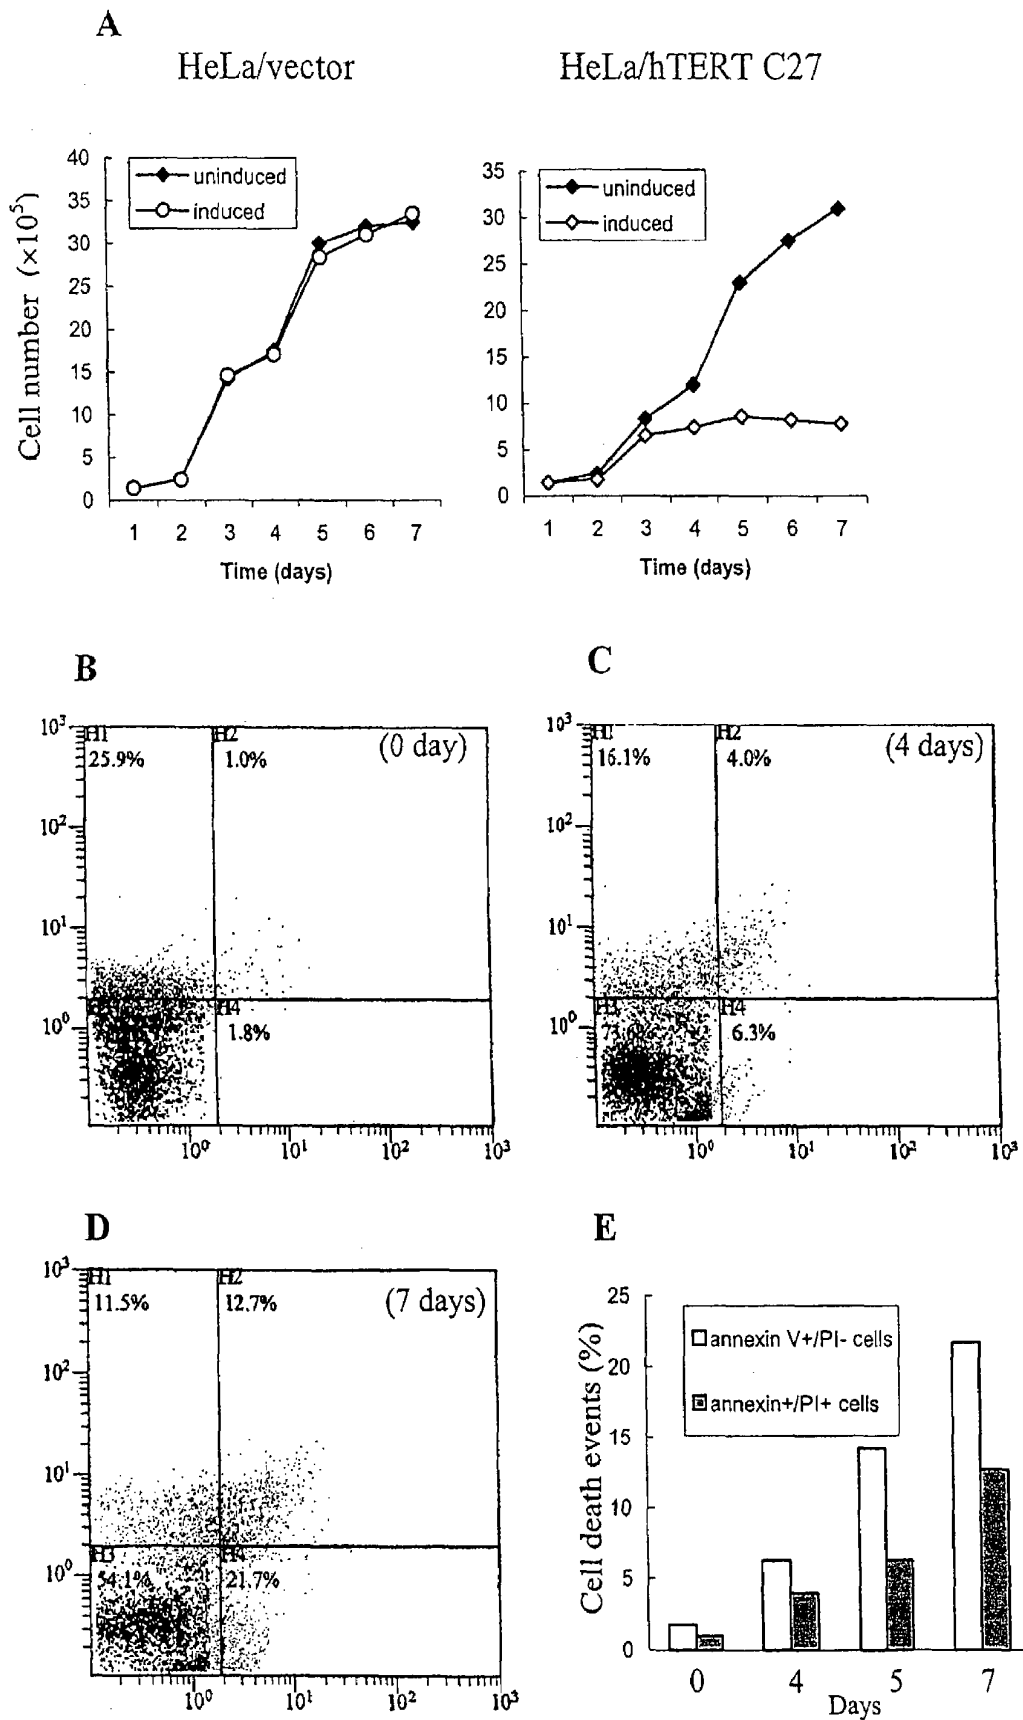 A
HeLa/vector
HeLa/hTERT C27
Cell number (×10⁵)
40
35
30
25
20
15
10
5
0
uninduced
induced
1 2 3 4 5 6 7
Time (days)
35
30
25
20
15
10
5
0
uninduced
induced
1 2 3 4 5 6 7
Time (days)
B
10³
10²
10¹
10⁰
H1
25.9%
H2
1.0%
(0 day)
H4
1.8%
10⁰ 10¹ 10² 10³
C
10³
10²
10¹
10⁰
H1
16.1%
H2
4.0%
(4 days)
H3
H4
6.3%
10⁰ 10¹ 10² 10³
D
10³
10²
10¹
10⁰
H1
11.5%
H2
12.7%
(7 days)
H3
54.1%
H4
21.7%
10⁰ 10¹ 10² 10³
E
Cell death events (%)
25
20
15
10
5
0
annexin V+/PI- cells
annexin+/PI+ cells
0 4 5 7
Days